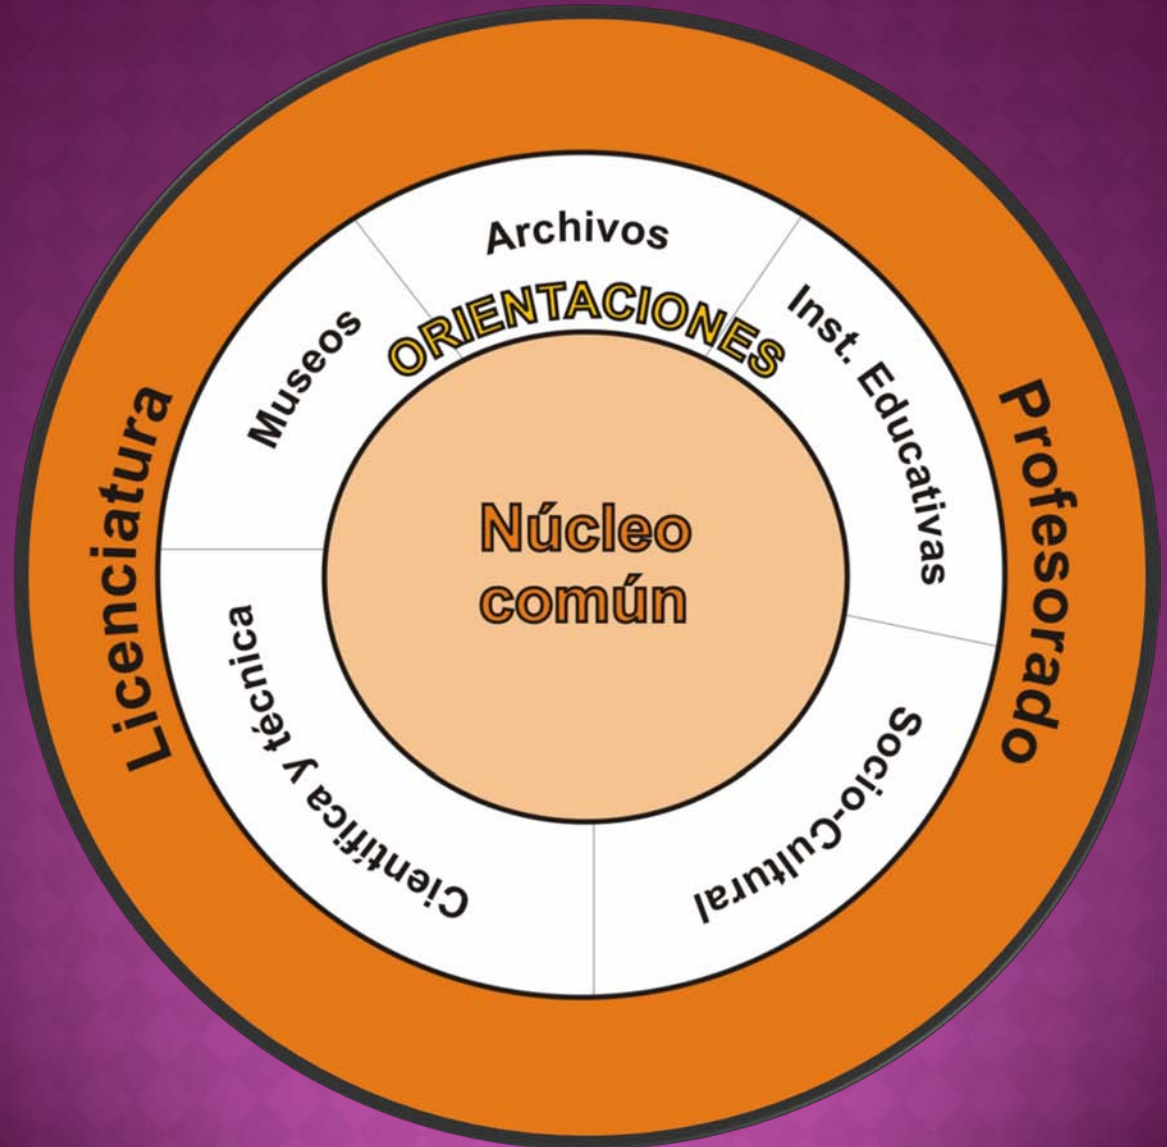 Archivos
ORIENTACIONES
Museos
Inst. Educativas
Licenciatura
Profesorado
Núcleo
común
Científica y técnica
Socio-Cultural